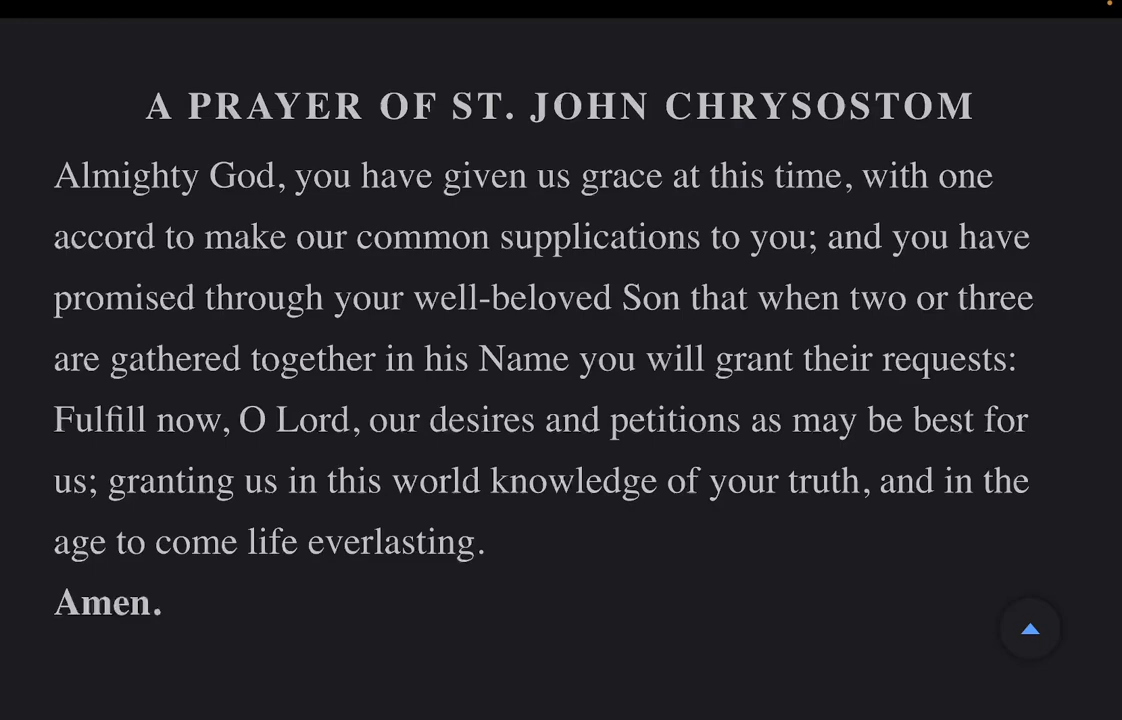 A PRAYER OF ST. JOHN CHRYSOSTOM
Almighty God, you have given us grace at this time, with one
accord to make our common supplications to you; and you have
promised through your well-beloved Son that when two or three
are gathered together in his Name you will grant their requests:
Fulfill now, O Lord, our desires and petitions as may be best for
us; granting us in this world knowledge of your truth, and in the
age to come life everlasting.
Amen.